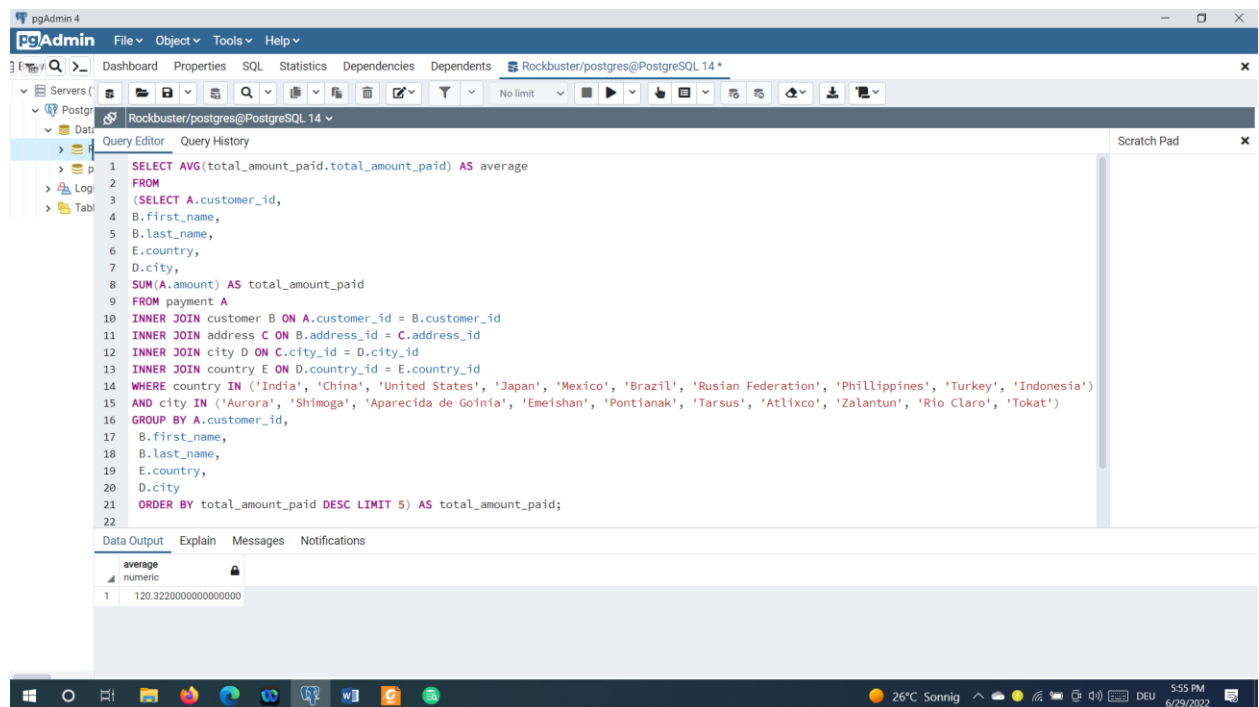 pgAdmin 4
pgAdmin File Object Tools Help
Dashboard Properties SQL Statistics Dependencies Dependents Rockbuster/postgres@PostgreSQL 14 *
Servers (
Postgr
Data
Logi
Tabl
No limit
Rockbuster/postgres@PostgreSQL 14
Query Editor Query History
Scratch Pad
1 SELECT AVG(total_amount_paid.total_amount_paid) AS average
2 FROM
3 (SELECT A.customer_id,
4 B.first_name,
5 B.last_name,
6 E.country,
7 D.city,
8 SUM(A.amount) AS total_amount_paid
9 FROM payment A
10 INNER JOIN customer B ON A.customer_id = B.customer_id
11 INNER JOIN address C ON B.address_id = C.address_id
12 INNER JOIN city D ON C.city_id = D.city_id
13 INNER JOIN country E ON D.country_id = E.country_id
14 WHERE country IN ('India', 'China', 'United States', 'Japan', 'Mexico', 'Brazil', 'Rusian Federation', 'Phillippines', 'Turkey', 'Indonesia')
15 AND city IN ('Aurora', 'Shimoga', 'Aparecida de Goinia', 'Emeishan', 'Pontianak', 'Tarsus', 'Atlixco', 'Zalantun', 'Rio Claro', 'Tokat')
16 GROUP BY A.customer_id,
17 B.first_name,
18 B.last_name,
19 E.country,
20 D.city
21 ORDER BY total_amount_paid DESC LIMIT 5) AS total_amount_paid;
22
Data Output Explain Messages Notifications
average
numeric
1 120.3220000000000000
26°C Sonnig DEU 5:55 PM
6/29/2022